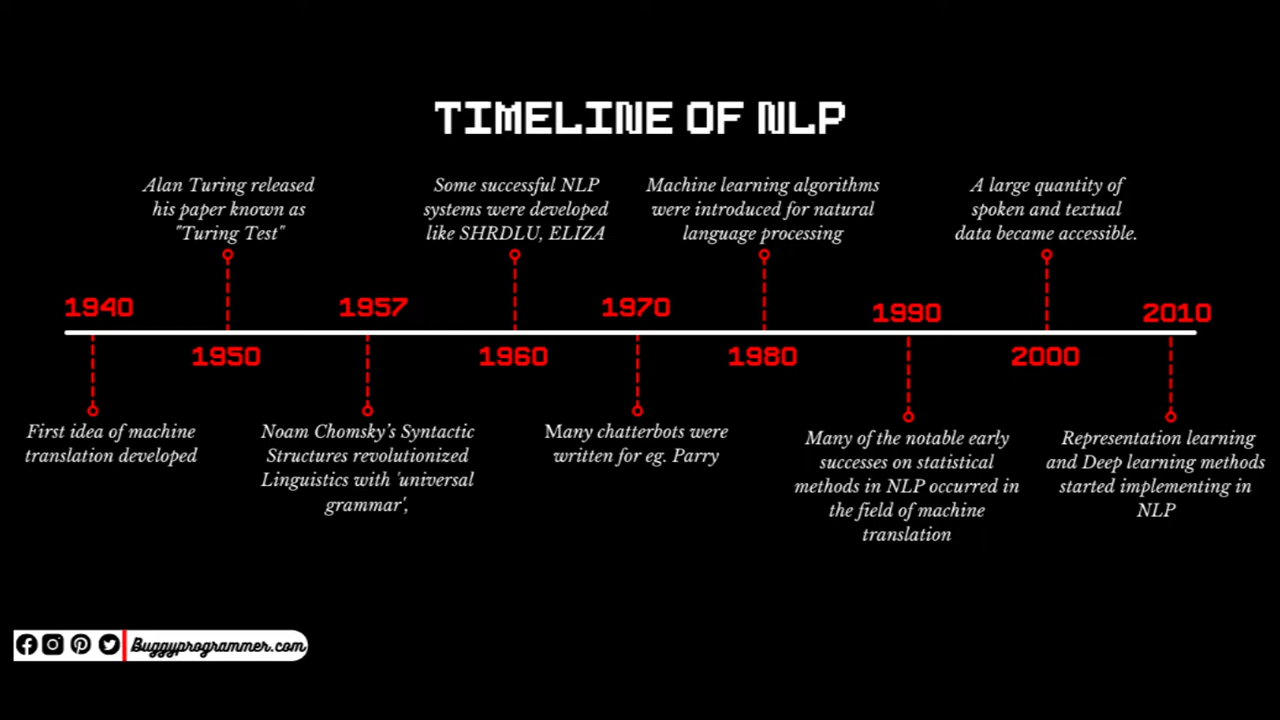 TIMELINE OF NLP
Alan Turing released
his paper known as
"Turing Test"
Some successful NLP
systems were developed
like SHRDLU, ELIZA
Machine learning algorithms
were introduced for natural
language processing
A large quantity of
spoken and textual
data became accessible.
1940
1957
1970
1990
2010
1950
1960
1980
2000
First idea of machine
translation developed
Noam Chomsky’s Syntactic
Structures revolutionized
Linguistics with 'universal
grammar',
Many chatterbots were
written for eg. Parry
Many of the notable early
successes on statistical
methods in NLP occurred in
the field of machine
translation
Representation learning
and Deep learning methods
started implementing in
NLP
Buggyprogrammer.com